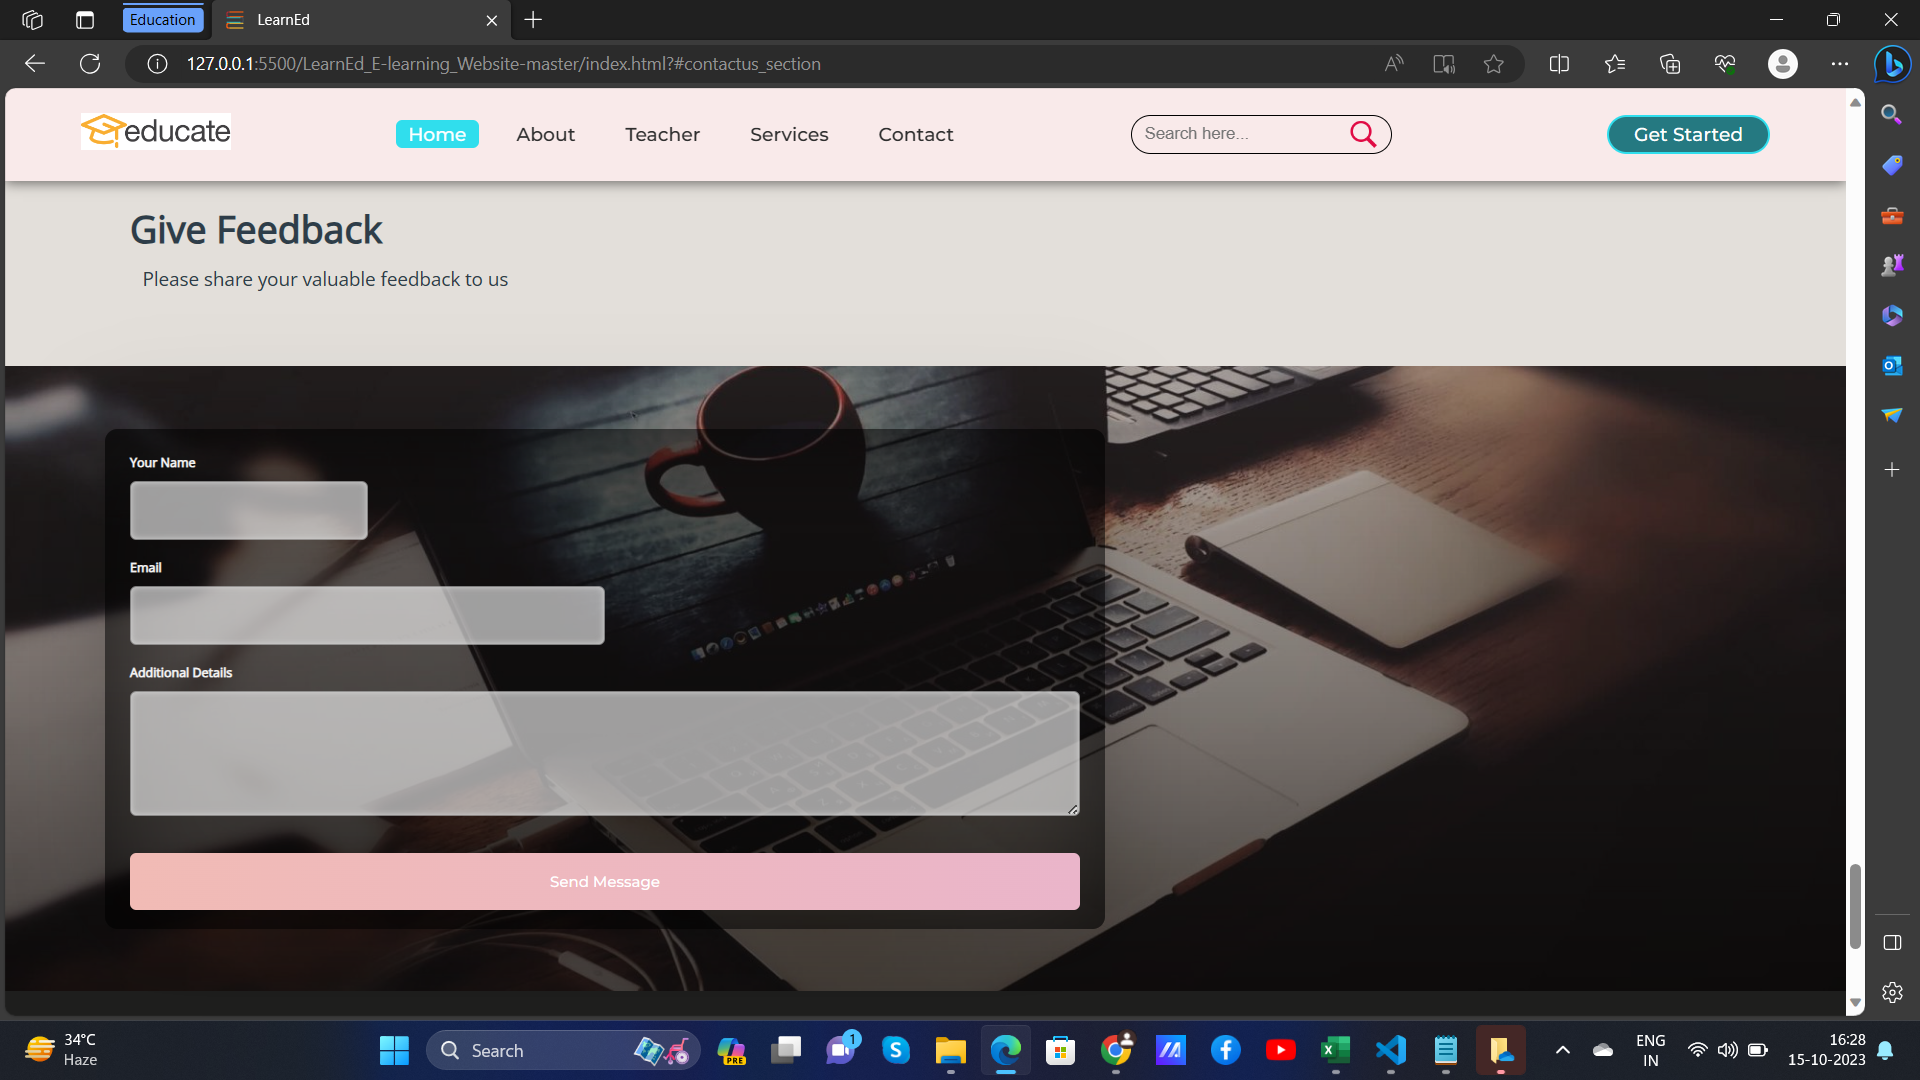 Education
LearnEd
127.0.0.1:5500/LearnEd_E-learning_Website-master/index.html?#contactus_section
educate
Home
About
Teacher
Services
Contact
Search here...
Get Started
Give Feedback
Please share your valuable feedback to us
Your Name
Email
Additional Details
Send Message
34°C
Haze
Search
PRE
1
ENG
IN
16:28
15-10-2023